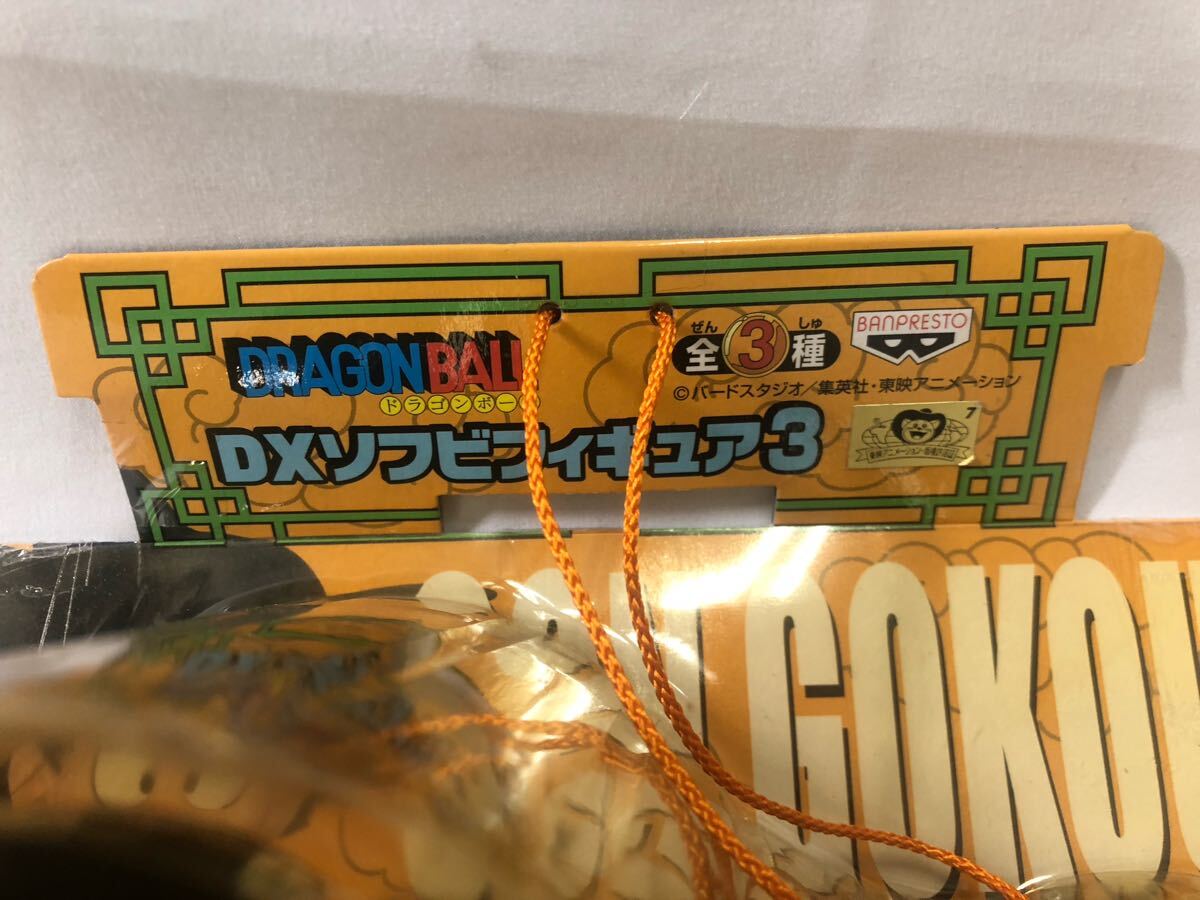 DRAGON BALL
ドラゴンボー
DXソフビフィギュア3
ぜん しゅ
全3種
BANPRESTO
©バードスタジオ/集英社・東映アニメーション
7
GOKOU